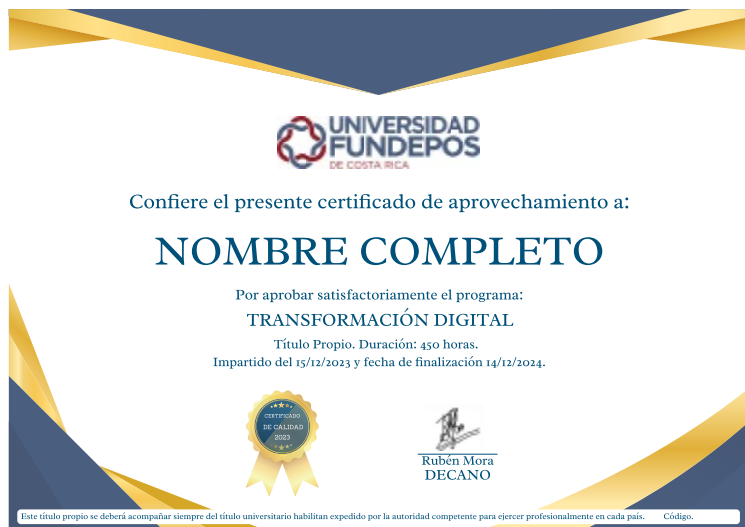 UNIVERSIDAD
FUNDEPOS
DE COSTA RICA
Confiere el presente certificado de aprovechamiento a:
NOMBRE COMPLETO
Por aprobar satisfactoriamente el programa:
TRANSFORMACIÓN DIGITAL
Título Propio. Duración: 450 horas.
Impartido del 15/12/2023 y fecha de finalización 14/12/2024.
CERTIFICADO
DE CALIDAD
2023
Rubén Mora
DECANO
Este título propio se deberá acompañar siempre del título universitario habilitan expedido por la autoridad competente para ejercer profesionalmente en cada país. Código.